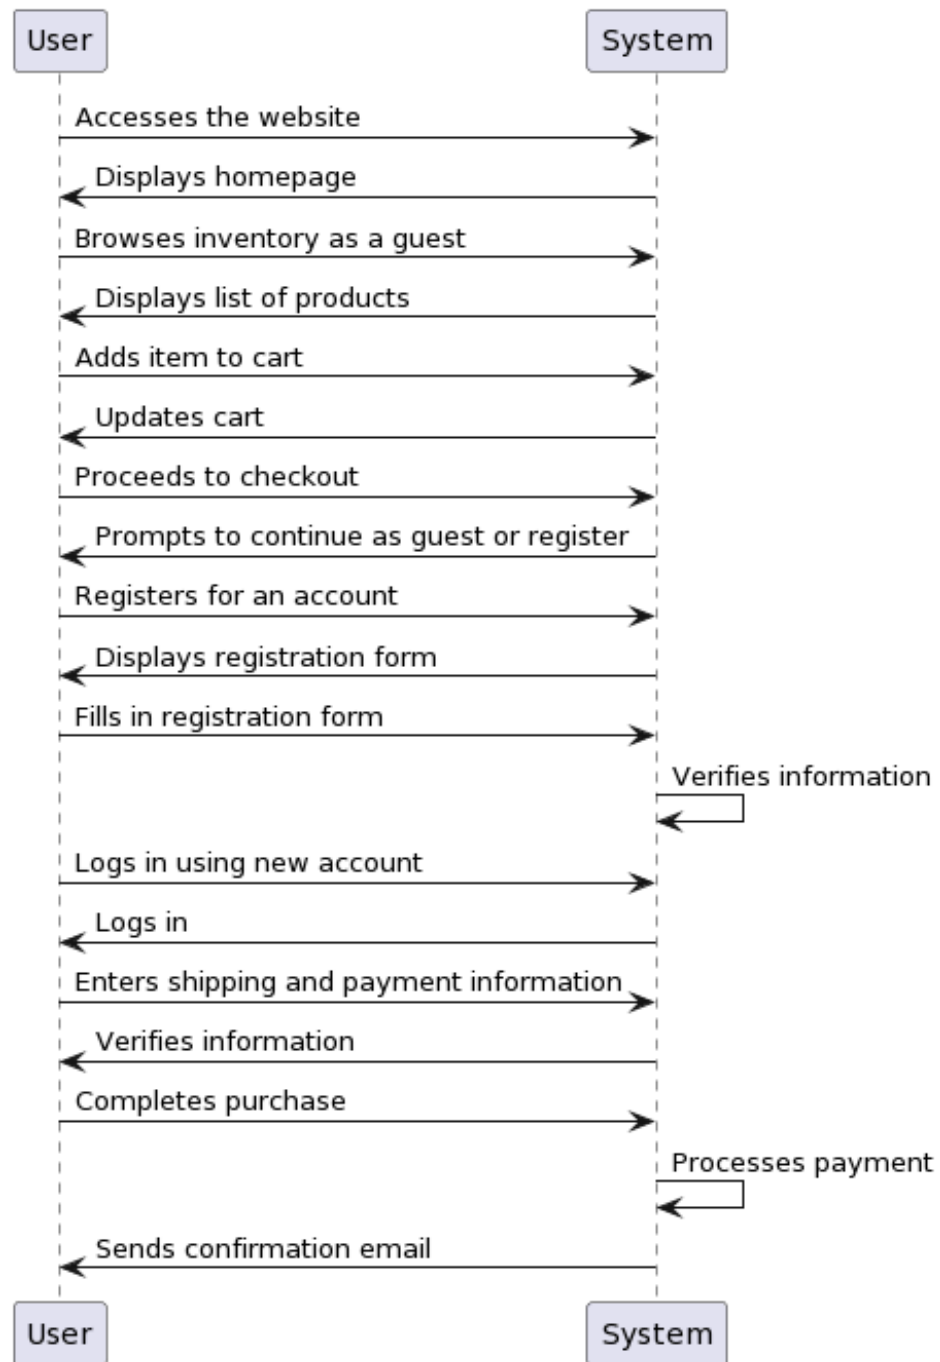 User
System
Accesses the website
Displays homepage
Browses inventory as a guest
Displays list of products
Adds item to cart
Updates cart
Proceeds to checkout
Prompts to continue as guest or register
Registers for an account
Displays registration form
Fills in registration form
Verifies information
Logs in using new account
Logs in
Enters shipping and payment information
Verifies information
Completes purchase
Processes payment
Sends confirmation email
User
System